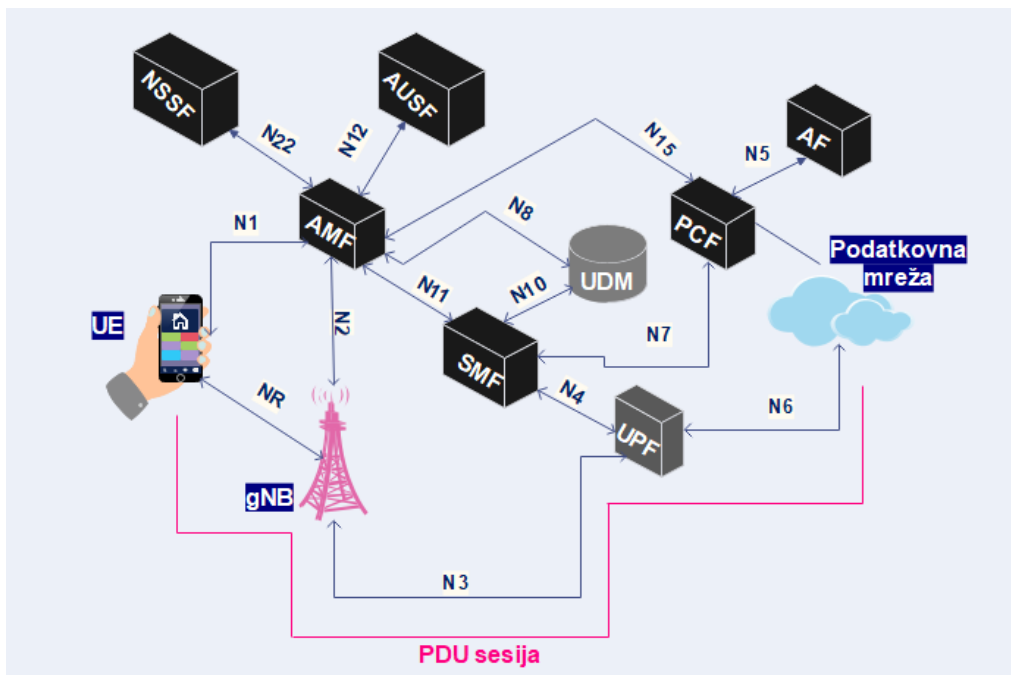 NSSF
AUSF
N22
N12
N15
AF
N5
AMF
PCF
N1
N8
UDM
Podatkovna
mreža
N11
N10
UE
N2
N7
SMF
NR
N4
N6
UPF
gNB
N3
PDU sesija